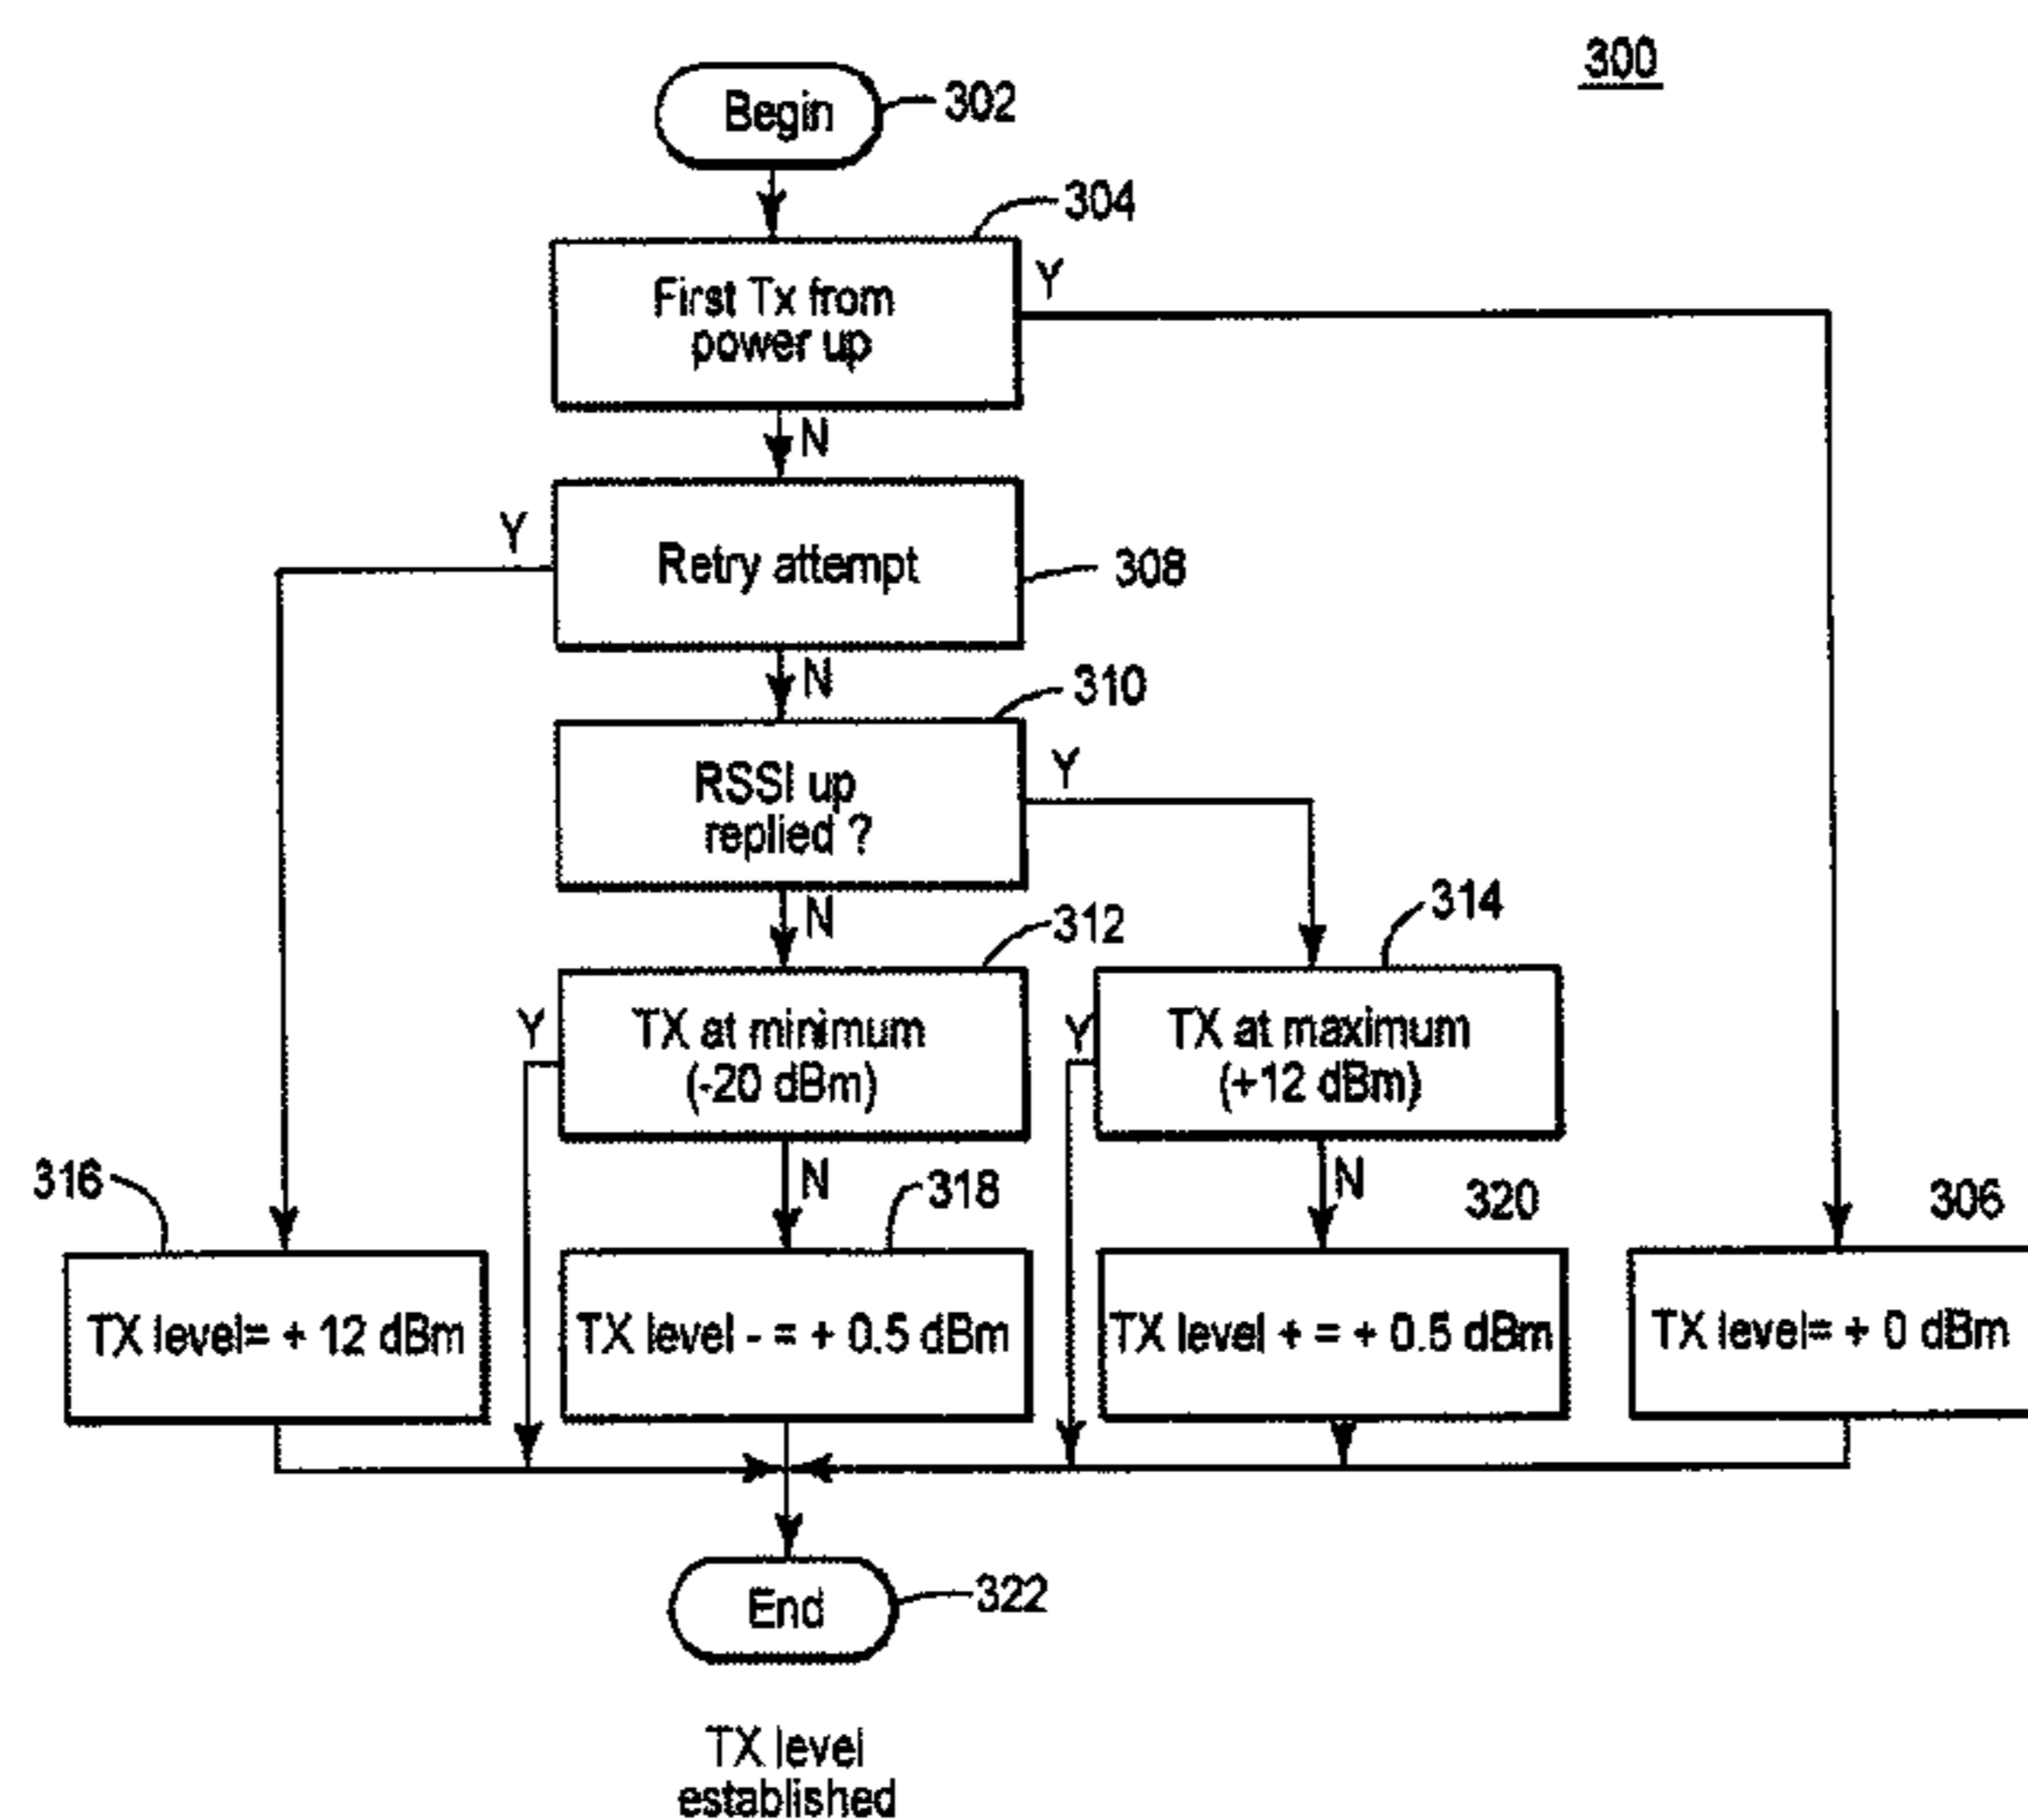 300
Begin
302
304
First Tx from
power up
Y
N
Y
Retry attempt
308
N
310
RSSI up
replied ?
Y
N
312
314
Y
TX at minimum
(-20 dBm)
Y
TX at maximum
(+12 dBm)
316
N
318
N
320
306
TX level= + 12 dBm
TX level - = + 0.5 dBm
TX level + = + 0.5 dBm
TX level= + 0 dBm
End
322
TX level
established